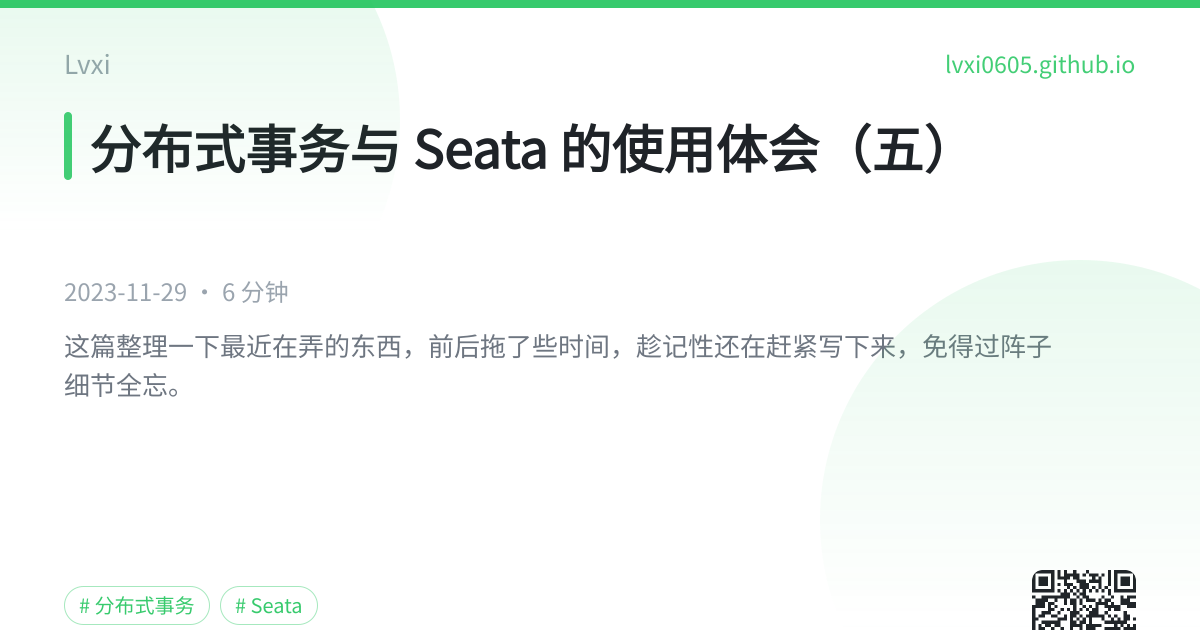 Lvxi
lvxi0605.github.io
分布式事务与 Seata 的使用体会（五）
2023-11-29 · 6 分钟
这篇整理一下最近在弄的东西，前后拖了些时间，趁记性还在赶紧写下来，免得过阵子
细节全忘。
# 分布式事务
# Seata